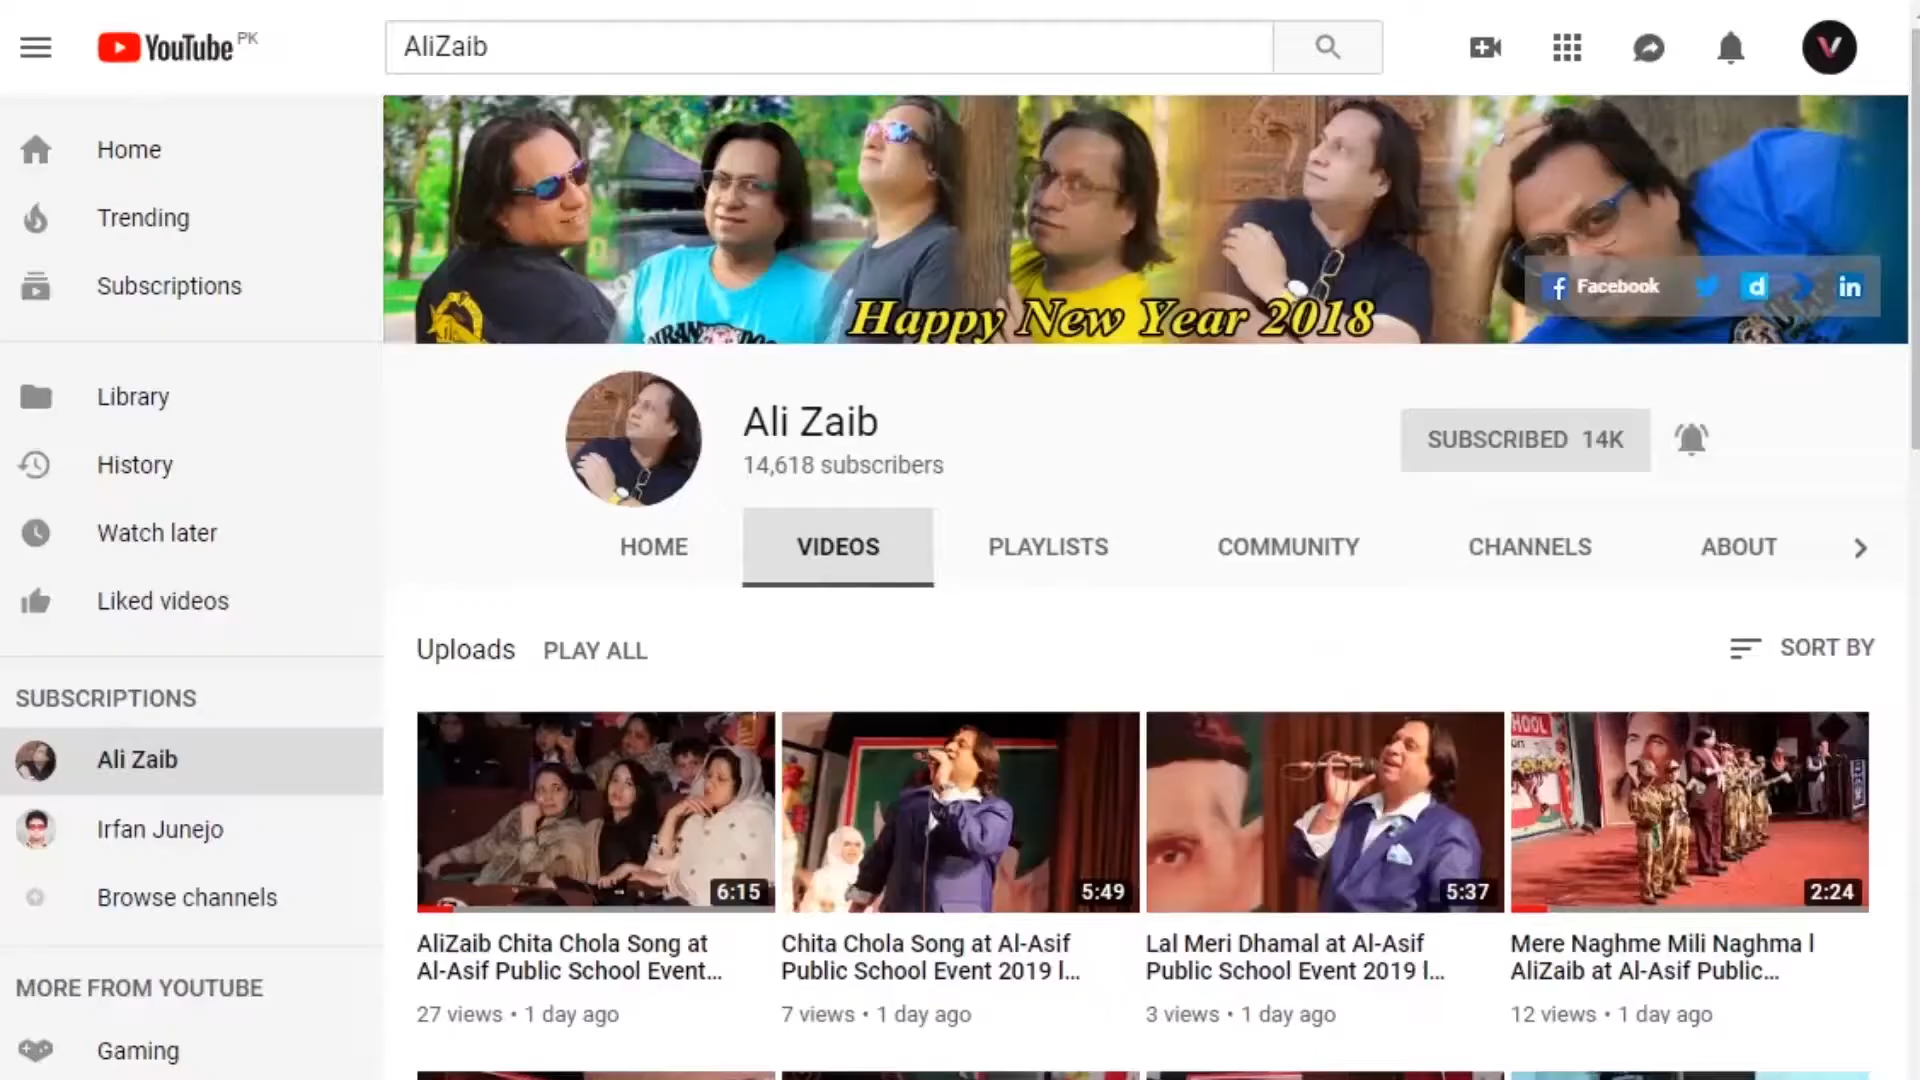 YouTube PK
AliZaib
Home
Trending
Subscriptions
Library
History
Watch later
Liked videos
SUBSCRIPTIONS
Ali Zaib
Irfan Junejo
Browse channels
MORE FROM YOUTUBE
Gaming
Happy New Year 2018
Facebook
Ali Zaib
14,618 subscribers
SUBSCRIBED 14K
HOME
VIDEOS
PLAYLISTS
COMMUNITY
CHANNELS
ABOUT
Uploads
PLAY ALL
SORT BY
6:15
AliZaib Chita Chola Song at
Al-Asif Public School Event...
27 views • 1 day ago
5:49
Chita Chola Song at Al-Asif
Public School Event 2019 l...
7 views • 1 day ago
5:37
Lal Meri Dhamal at Al-Asif
Public School Event 2019 l...
3 views • 1 day ago
HOOL
on
2:24
Mere Naghme Mili Naghma l
AliZaib at Al-Asif Public...
12 views • 1 day ago